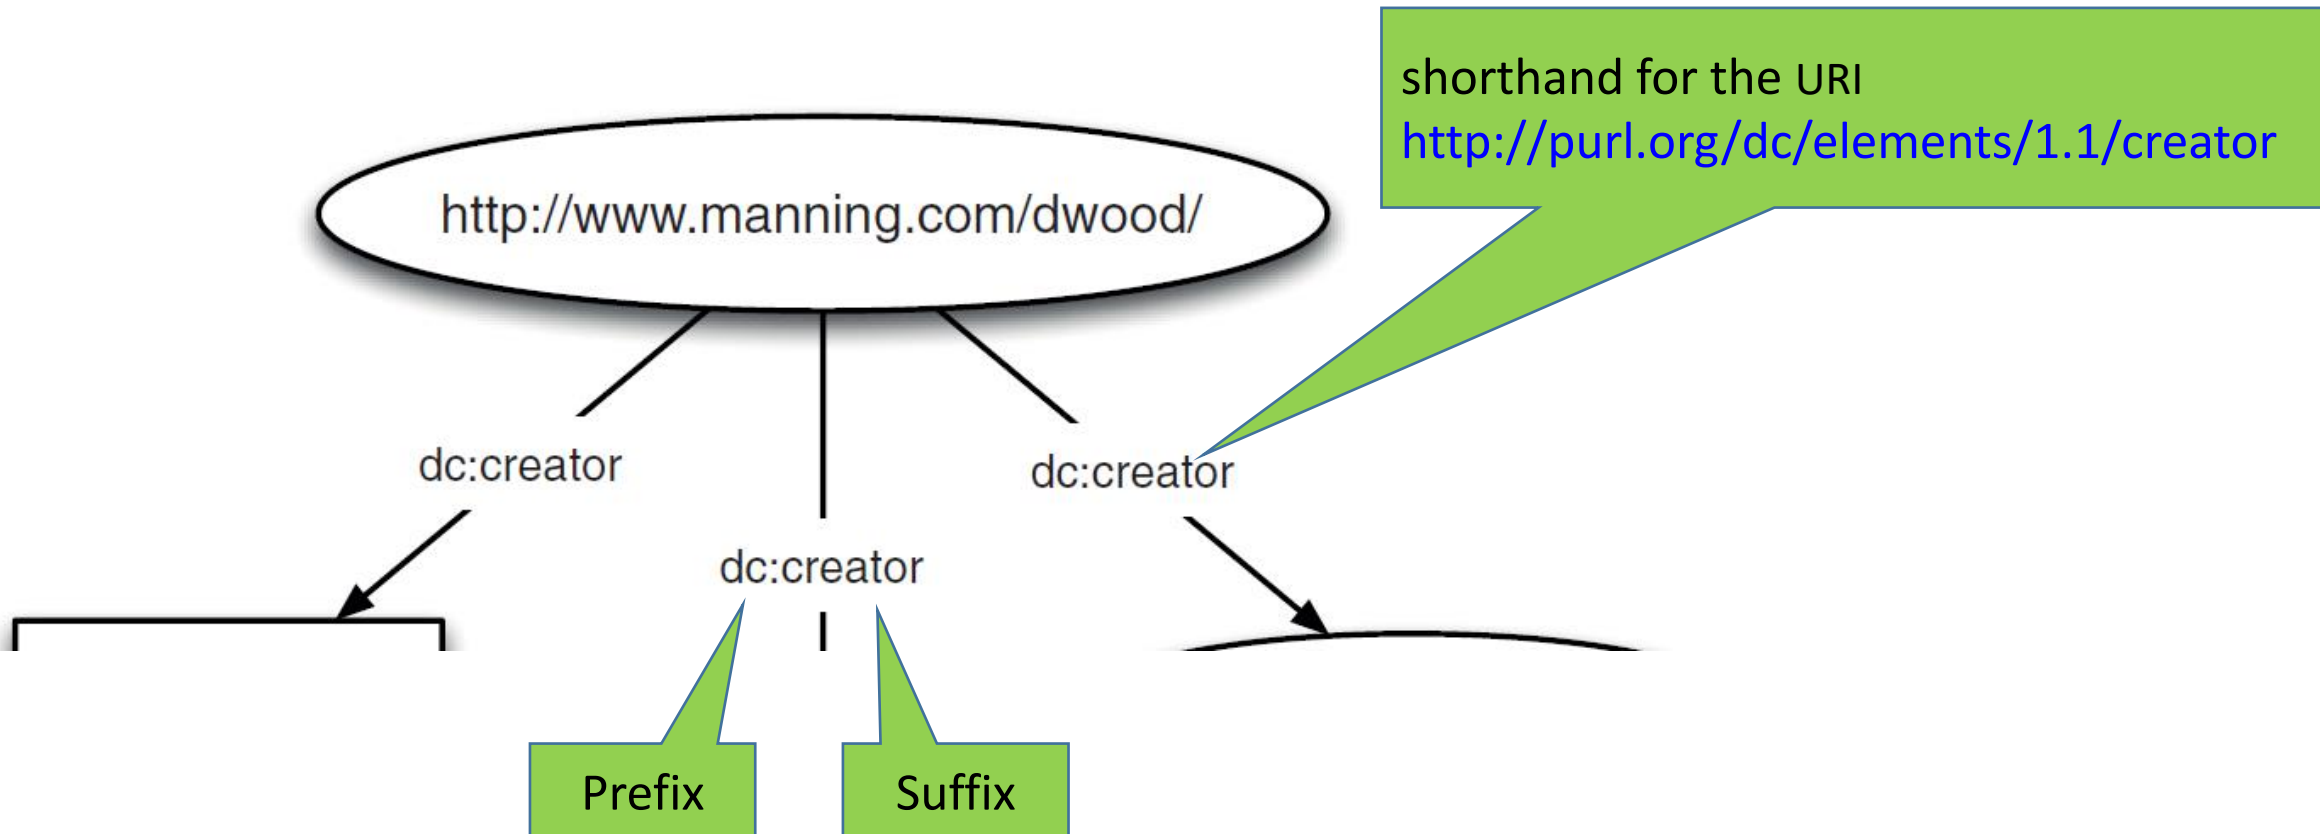 shorthand for the URI
http://purl.org/dc/elements/1.1/creator
http://www.manning.com/dwood/
dc:creator
dc:creator
dc:creator
Prefix
Suffix